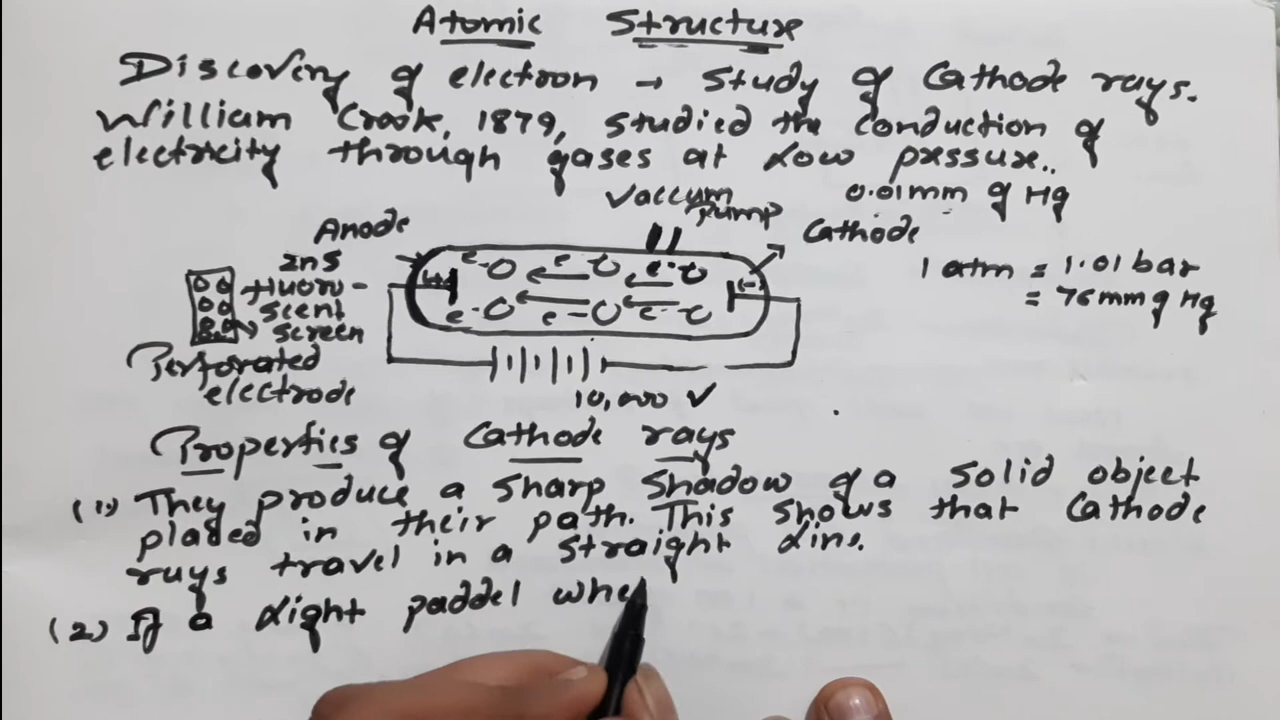 Atomic Structure
Discovery of electron → Study of Cathode rays.
William Crook, 1879, studied the conduction of
electricity through gases at low pressure..
0.01mm of Hg
Vaccum
Pump
Anode
Cathode
ZnS
fluoro-
scent
screen
Perforated
electrode
(+)
(-)
e- e- e-
e- e- e-
10,000 V
1 atm = 1.01 bar
= 76 mm of Hg
Properties of Cathode rays
(1) They produce a sharp shadow of a solid object
placed in their path. This shows that Cathode
rays travel in a straight line.
(2) If a light paddel whe